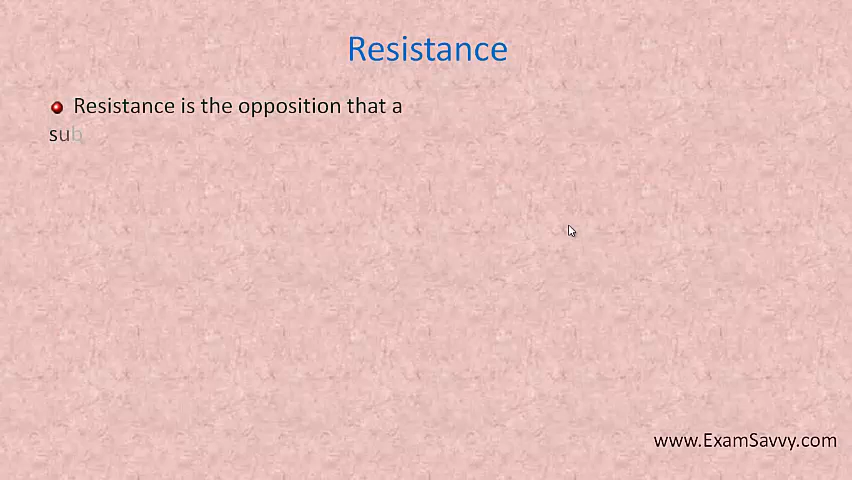 Resistance
Resistance is the opposition that a
sub
www.ExamSavvy.com